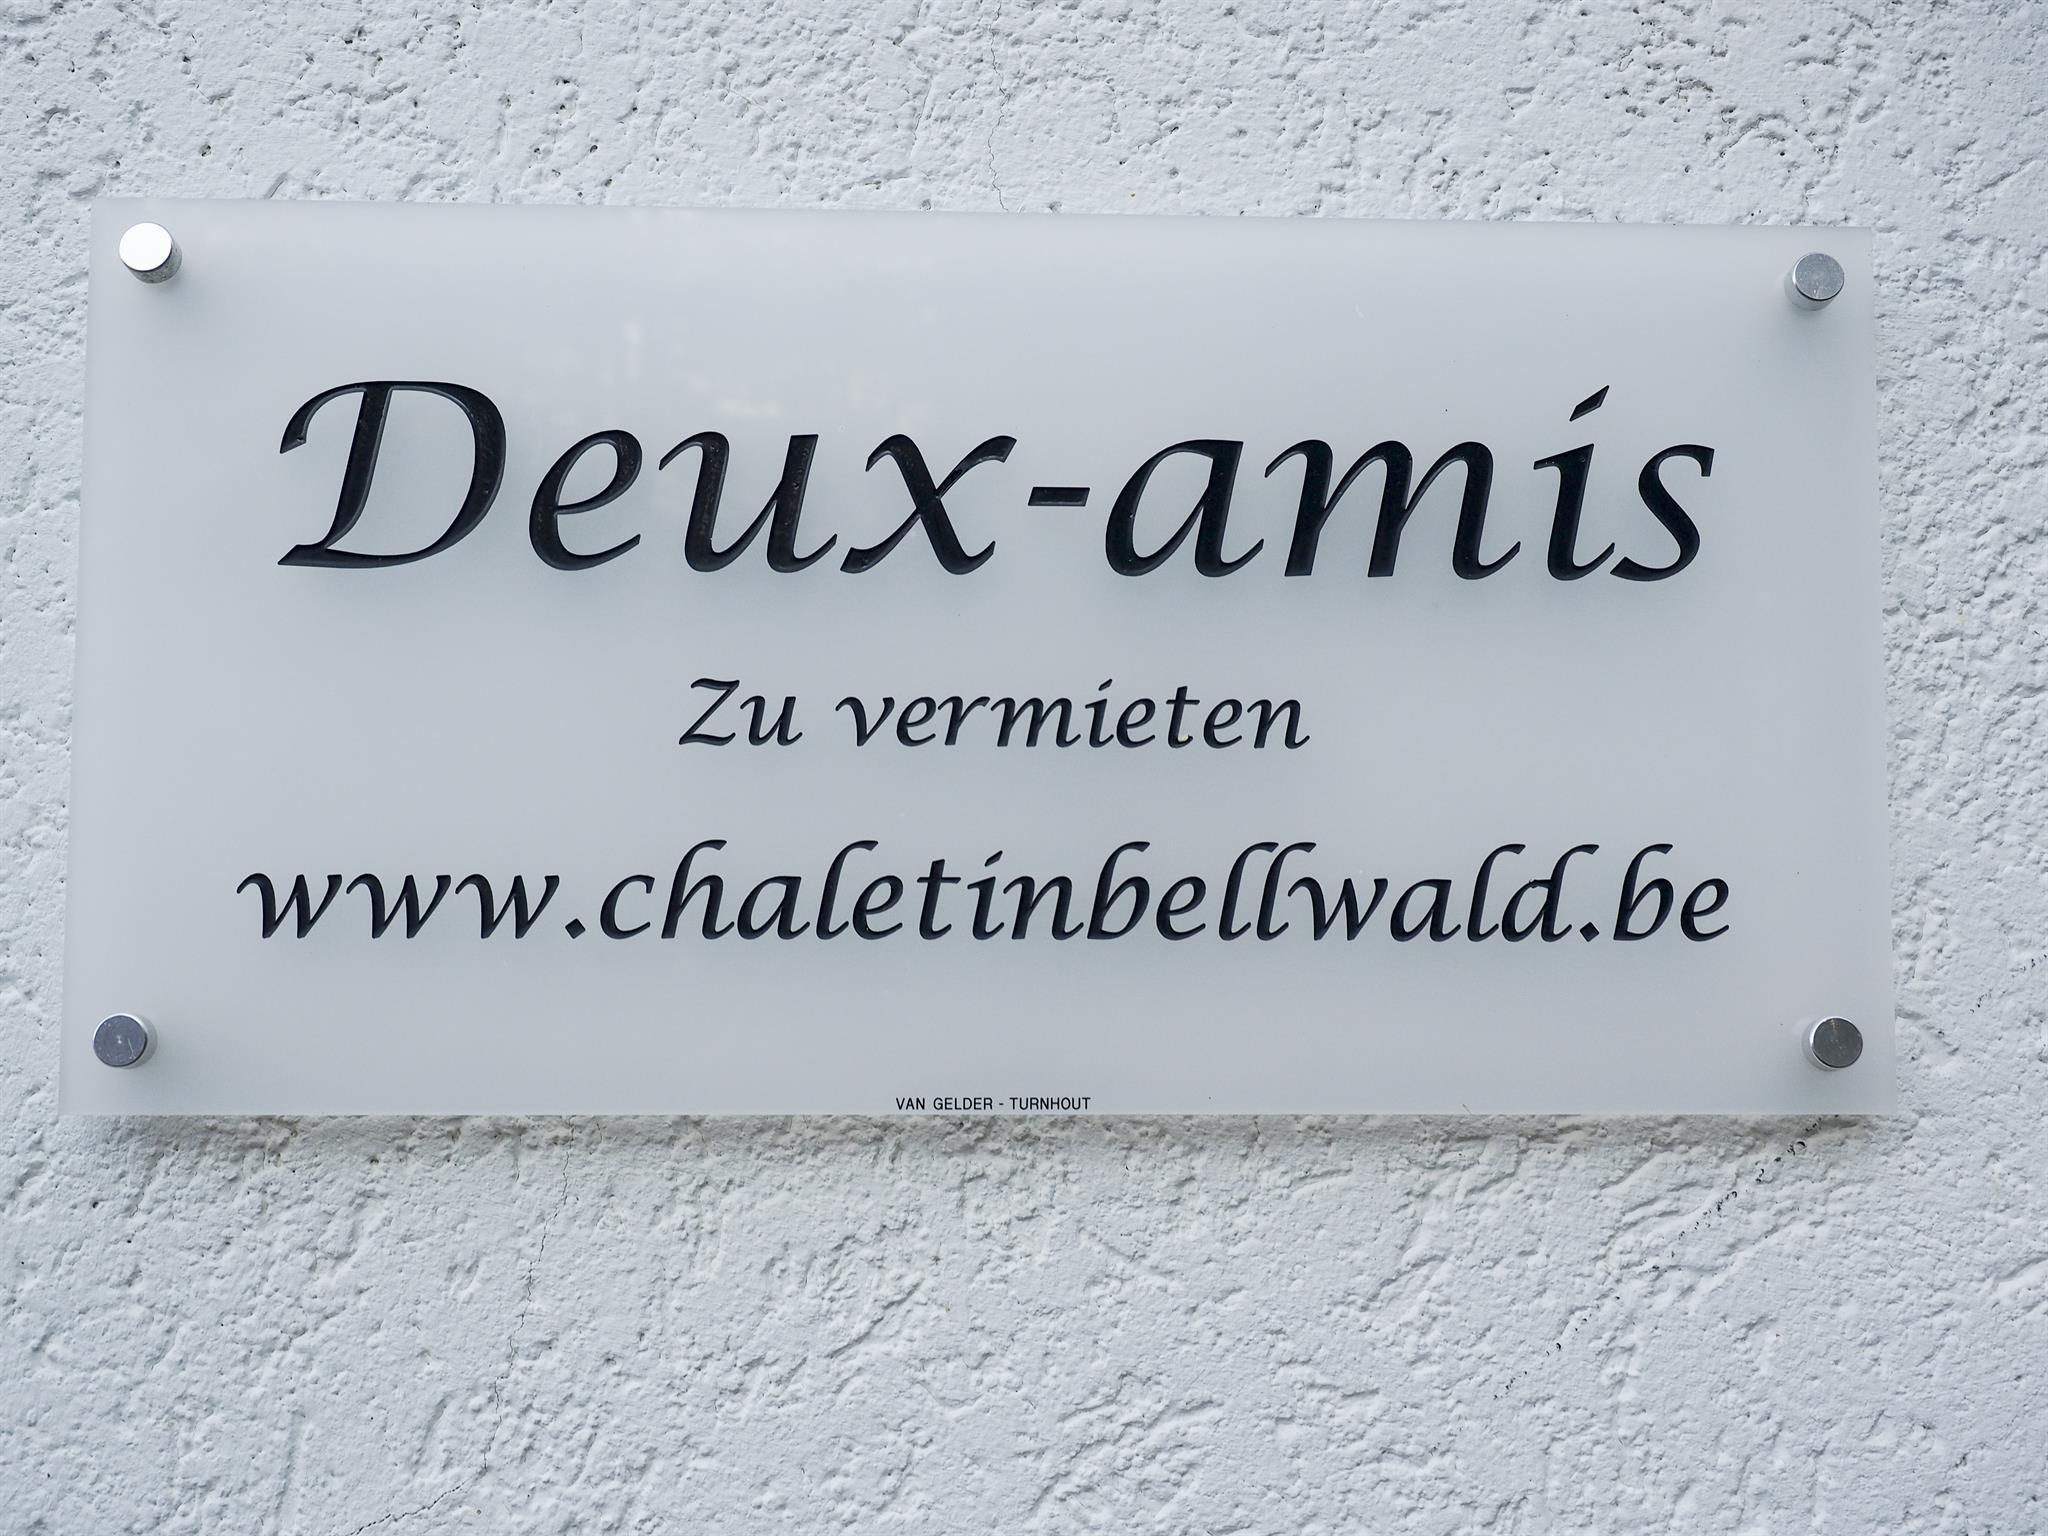 Deux-amis
Zu vermieten
www.chaletinbellwald.be
VAN GELDER - TURNHOUT